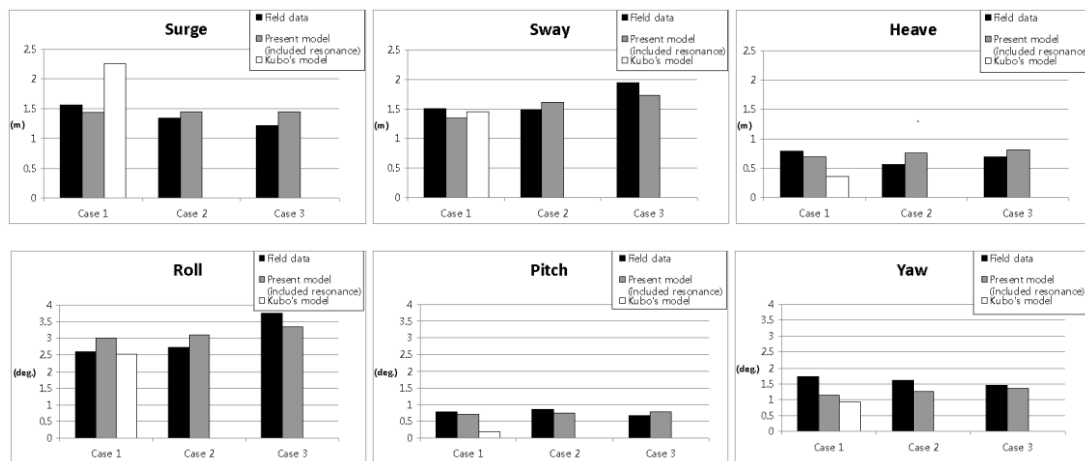 Surge
Field data
Present model
(Included resonance)
Kubo's model
2.5
2
1.5
1
0.5
0
(m)
Case 1
Case 2
Case 3
Sway
Field data
Present model
(Included resonance)
Kubo's model
2.5
2
1.5
1
0.5
0
(m)
Case 1
Case 2
Case 3
Heave
Field data
Present model
(Included resonance)
Kubo's model
2.5
2
1.5
1
0.5
0
(m)
Case 1
Case 2
Case 3
Roll
Field data
Present model
(Included resonance)
Kubo's model
4
3.5
3
2.5
2
1.5
1
0.5
0
(deg.)
Case 1
Case 2
Case 3
Pitch
Field data
Present model
(Included resonance)
Kubo's model
4
3.5
3
2.5
2
1.5
1
0.5
0
(deg.)
Case 1
Case 2
Case 3
Yaw
Field data
Present model
(Included resonance)
Kubo's model
4
3.5
3
2.5
2
1.5
1
0.5
0
(deg.)
Case 1
Case 2
Case 3